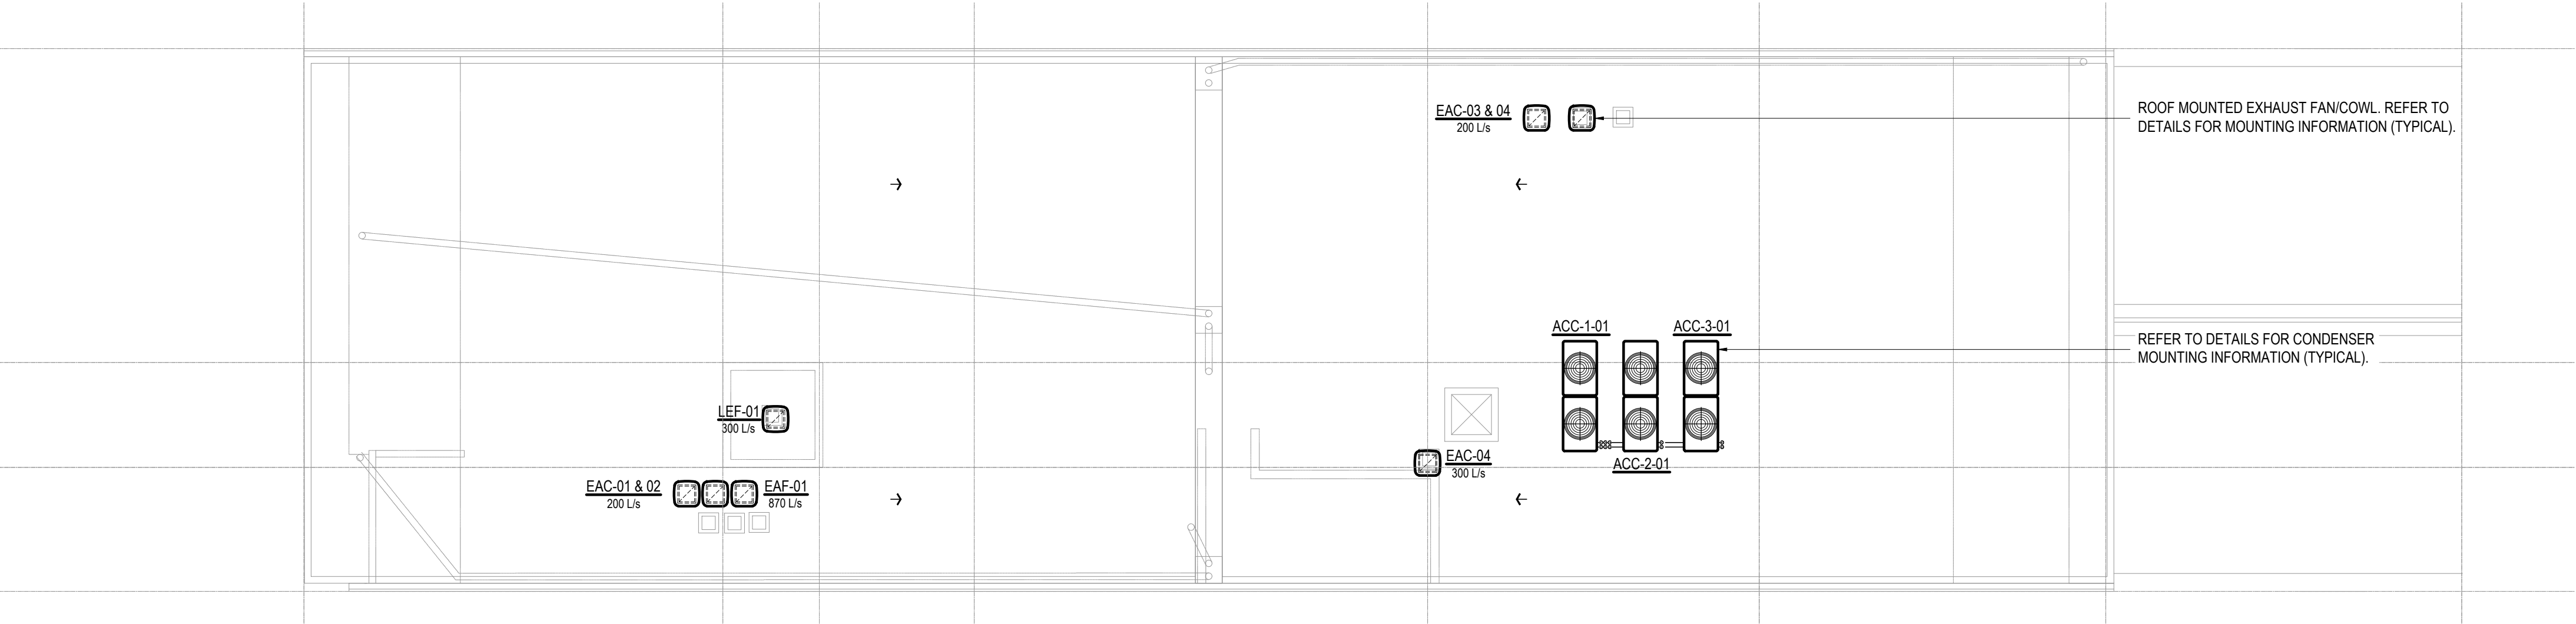 EAC-03 & 04
200 L/s
ROOF MOUNTED EXHAUST FAN/COWL. REFER TO
DETAILS FOR MOUNTING INFORMATION (TYPICAL).
ACC-1-01
ACC-3-01
REFER TO DETAILS FOR CONDENSER
MOUNTING INFORMATION (TYPICAL).
LEF-01
300 L/s
EAC-04
300 L/s
ACC-2-01
EAC-01 & 02
200 L/s
EAF-01
870 L/s